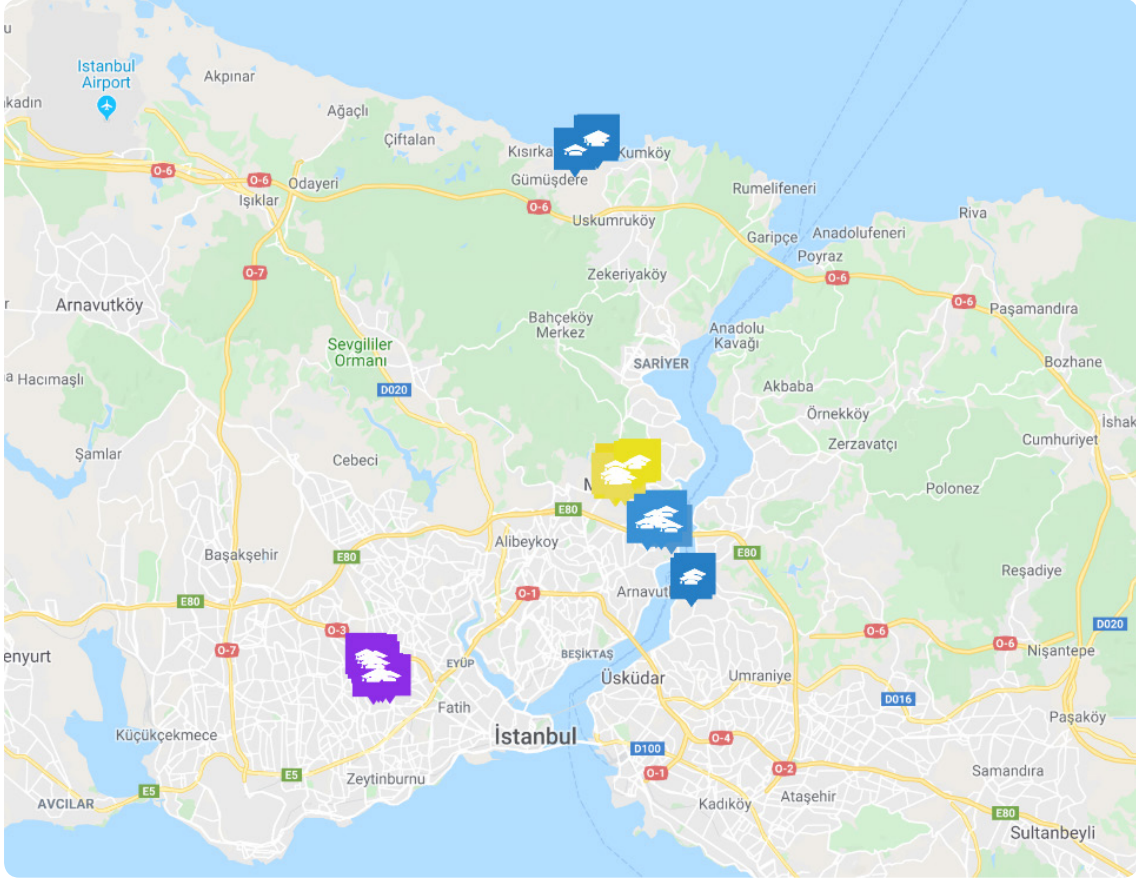 u
Istanbul
Airport
Akpınar
kadın
Ağaçlı
Çiftalan
Kısırka
Kumköy
O-6
O-6
Odayeri
Gümüşdere
Işıklar
O-6
Uskumruköy
Rumelifeneri
Riva
Garipçe
Anadolufeneri
Poyraz
O-7
Zekeriyaköy
O-6
O-6
r
Arnavutköy
Paşamandıra
Bahçeköy
Merkez
Anadolu
Kavağı
Sevgililer
Ormanı
SARIYER
Bozhane
a Hacımaşlı
D020
Akbaba
Örnekköy
İshak
Zerzavatçı
Cumhuriyet
Şamlar
Cebeci
M
Polonez
E80
Alibeykoy
Başakşehir
E80
E80
Reşadiye
O-1
Arnavut
E80
O-3
O-6
D020
O-7
O-6
enyurt
EYÜP
BEŞİKTAŞ
Nişantepe
Üsküdar
Umraniye
D016
Fatih
Paşaköy
Küçükçekmece
İstanbul
O-4
D100
O-1
O-2
E5
Zeytinburnu
Samandıra
E5
AVCILAR
Kadıköy
Ataşehir
E80
Sultanbeyli